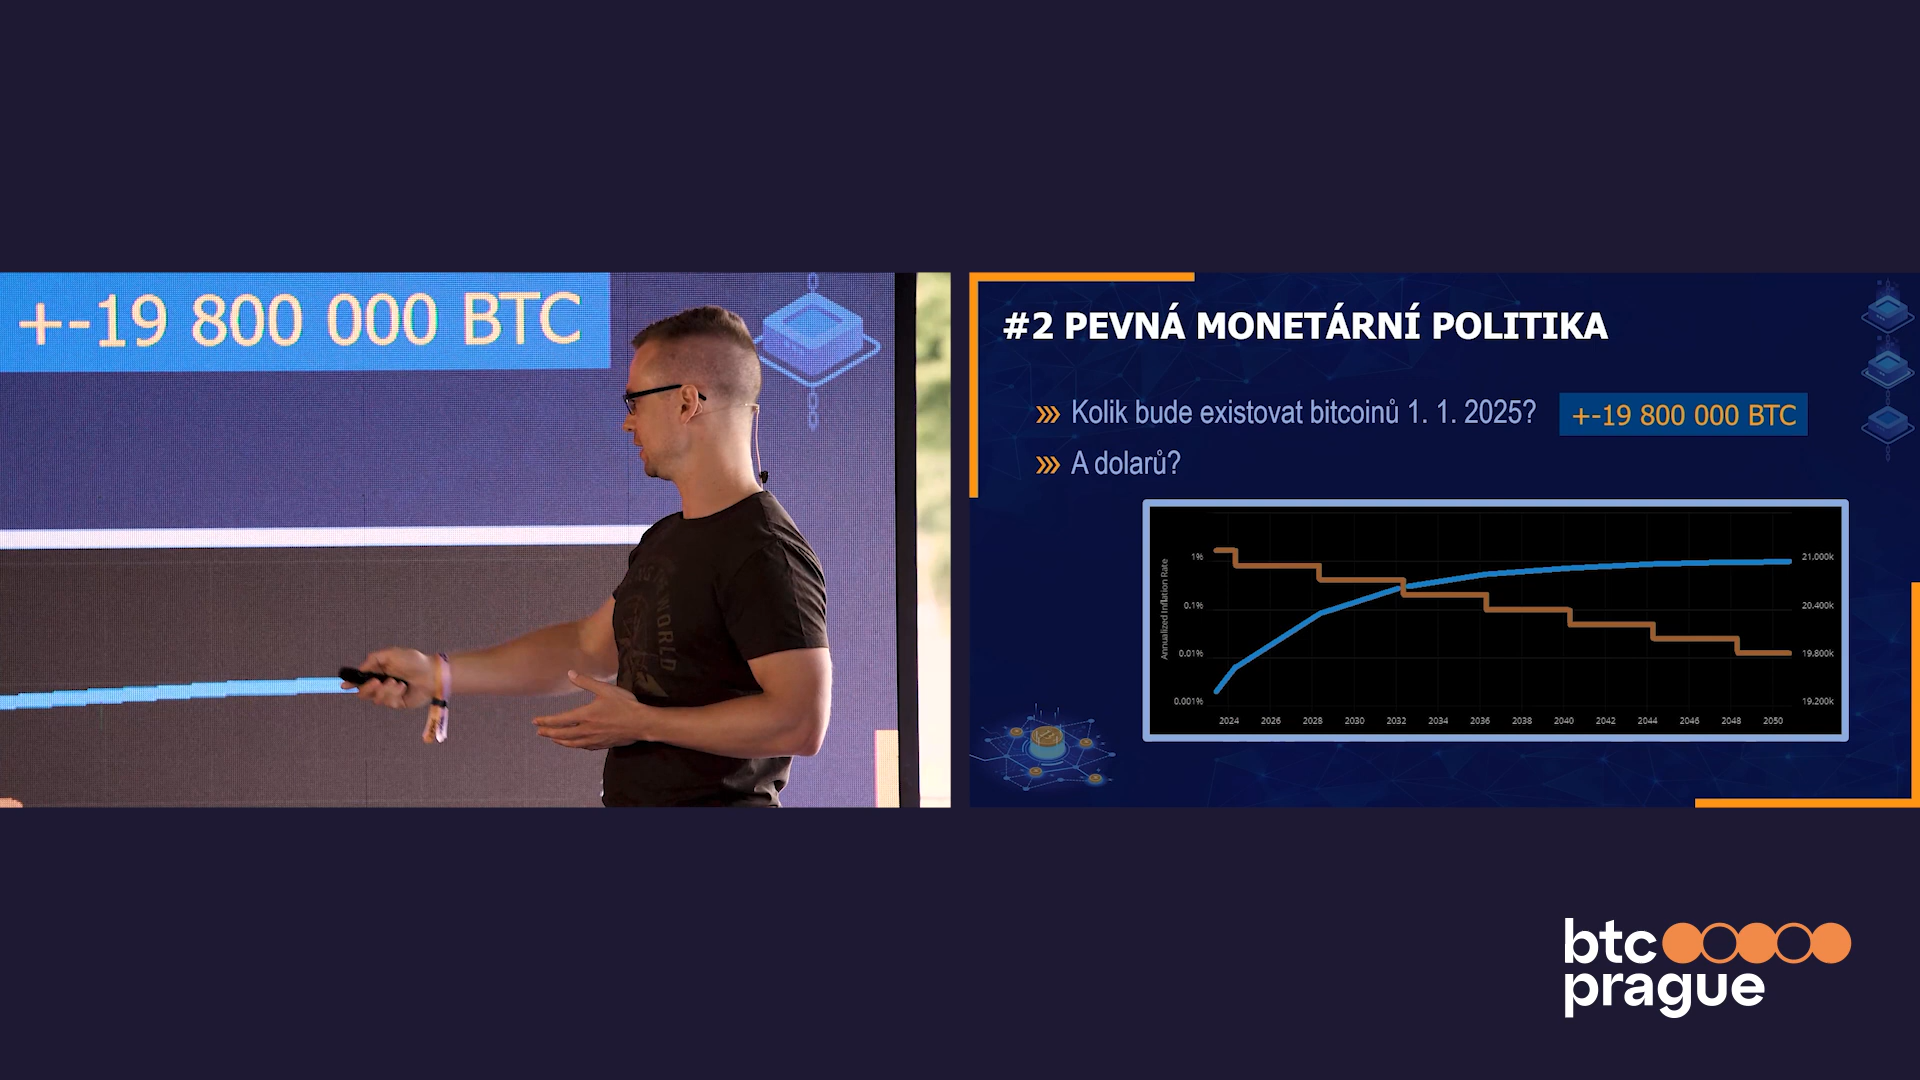 +-19 800 000 BTC
WORLD
#2 PEVNÁ MONETÁRNÍ POLITIKA
Kolik bude existovat bitcoinů 1. 1. 2025?
+-19 800 000 BTC
A dolarů?
Annualized Inflation Rate
1%
0.1%
0.01%
0.001%
21.000k
20.400k
19.800k
19.200k
2024 2026 2028 2030 2032 2034 2036 2038 2040 2042 2044 2046 2048 2050
btc
prague